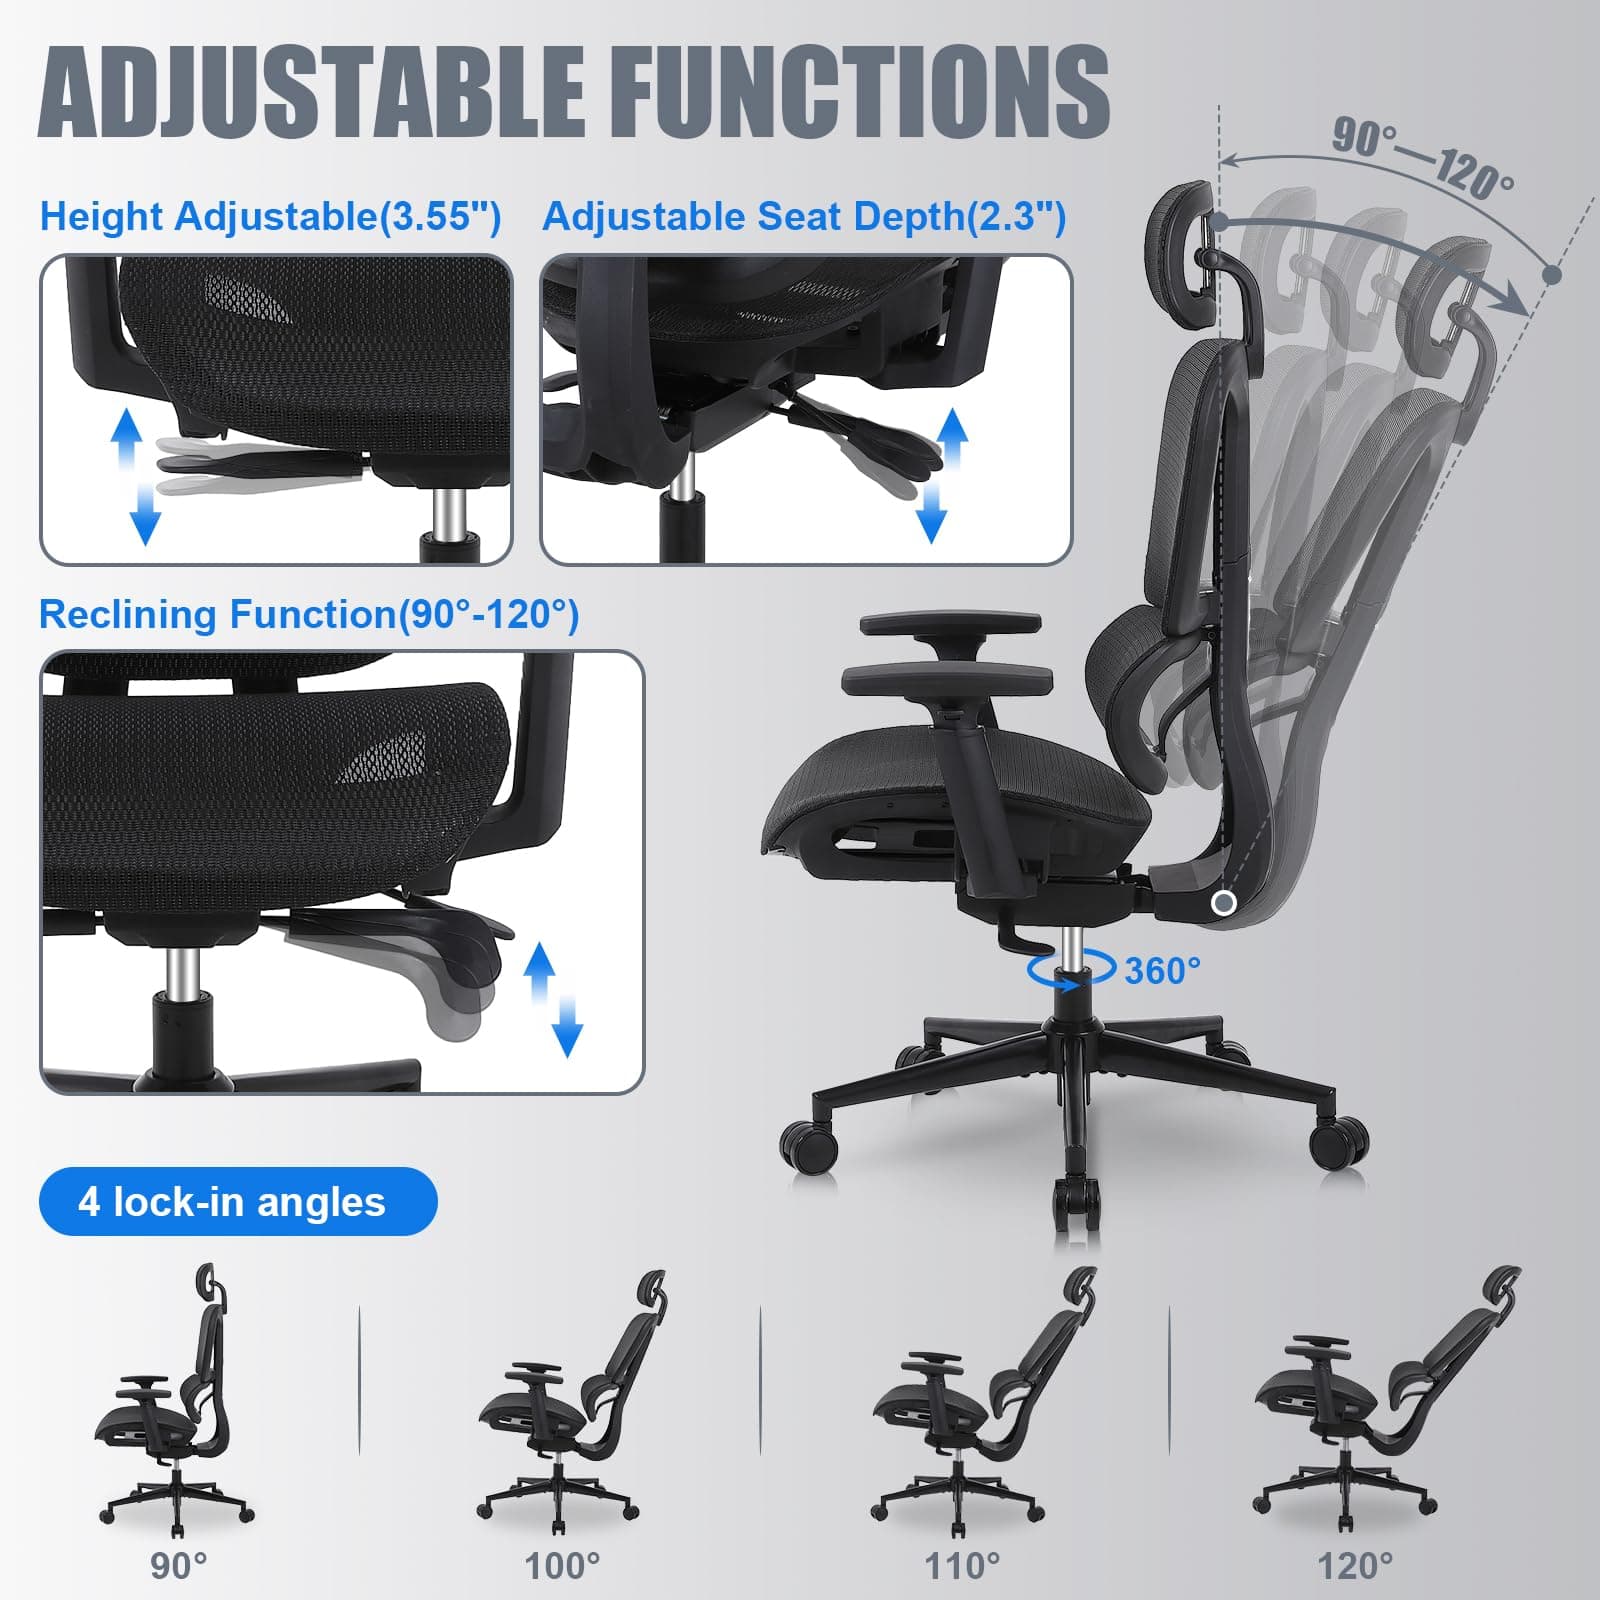 ADJUSTABLE FUNCTIONS
90°—120°
Height Adjustable(3.55")
Adjustable Seat Depth(2.3")
Reclining Function(90°-120°)
360°
4 lock-in angles
90°
100°
110°
120°